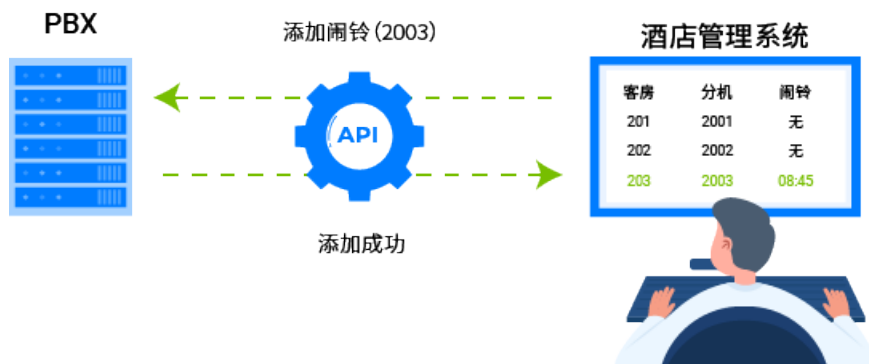 PBX
添加闹铃(2003)
酒店管理系统
API
客房 分机 闹铃
201 2001 无
202 2002 无
203 2003 08:45
添加成功